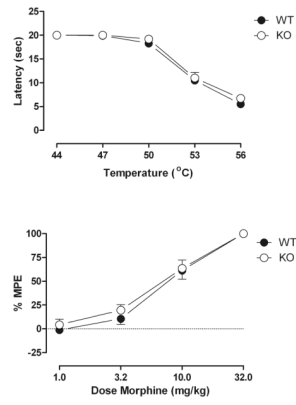 25
20
15
10
5
0
Latency (sec)
WT
KO
44 47 50 53 56
Temperature (°C)
100
75
50
25
0
-25
% MPE
WT
KO
1.0 3.2 10.0 32.0
Dose Morphine (mg/kg)